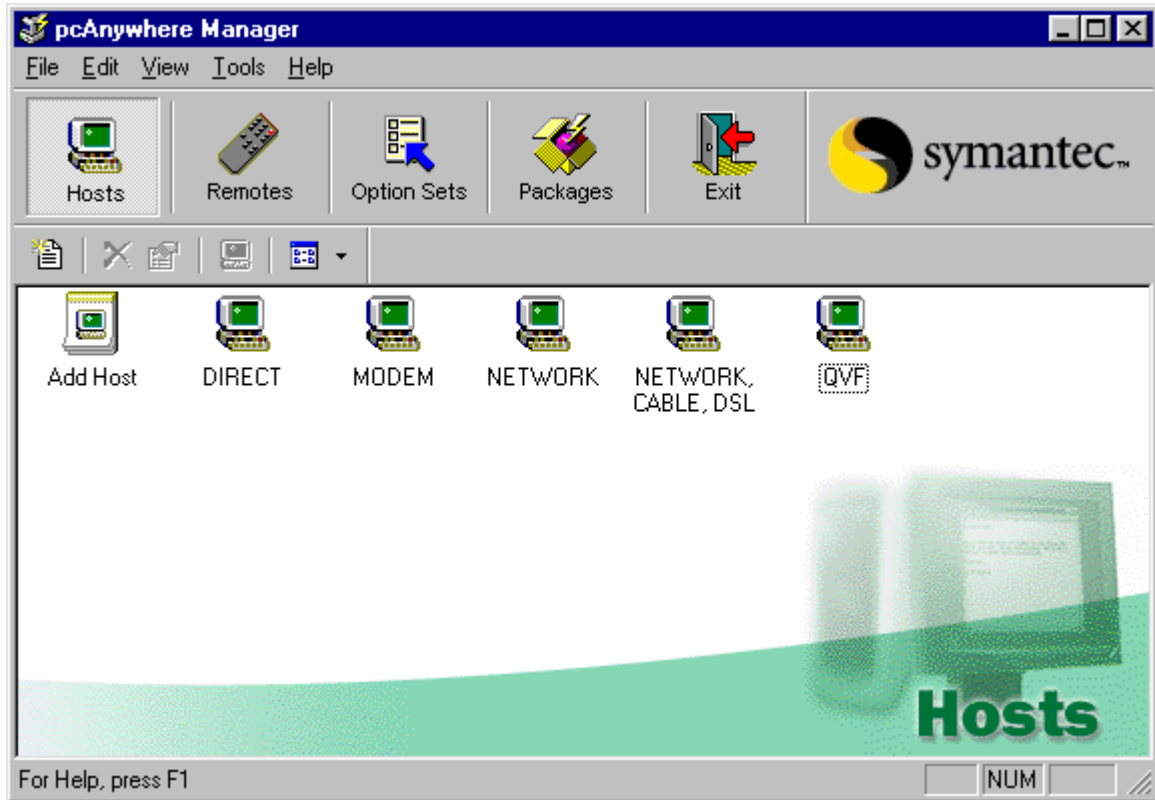 pcAnywhere Manager
File Edit View Tools Help
Hosts Remotes Option Sets Packages Exit symantec™
Add Host DIRECT MODEM NETWORK NETWORK, CABLE, DSL QVF
Hosts
For Help, press F1 NUM